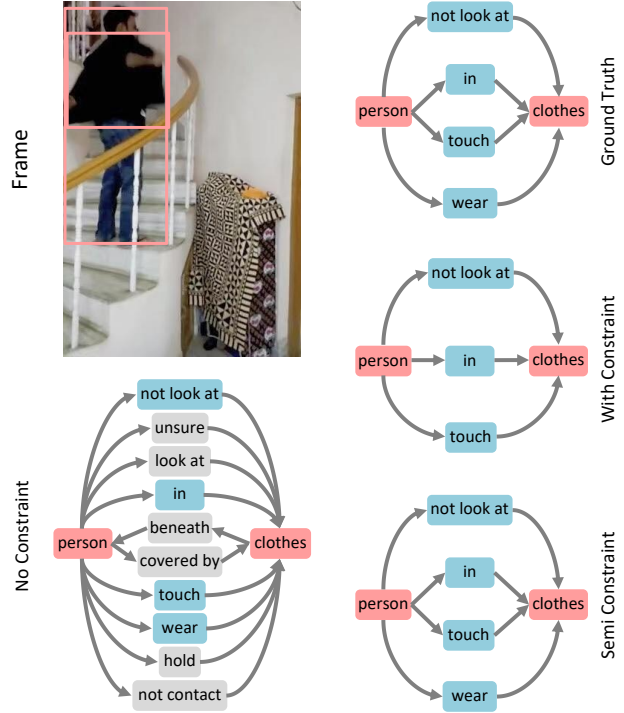 Frame
not look at
in
person
clothes
touch
wear
Ground Truth
not look at
person
in
clothes
touch
With Constraint
not look at
unsure
look at
in
beneath
person
clothes
covered by
touch
wear
hold
not contact
No Constraint
not look at
in
person
clothes
touch
wear
Semi Constraint